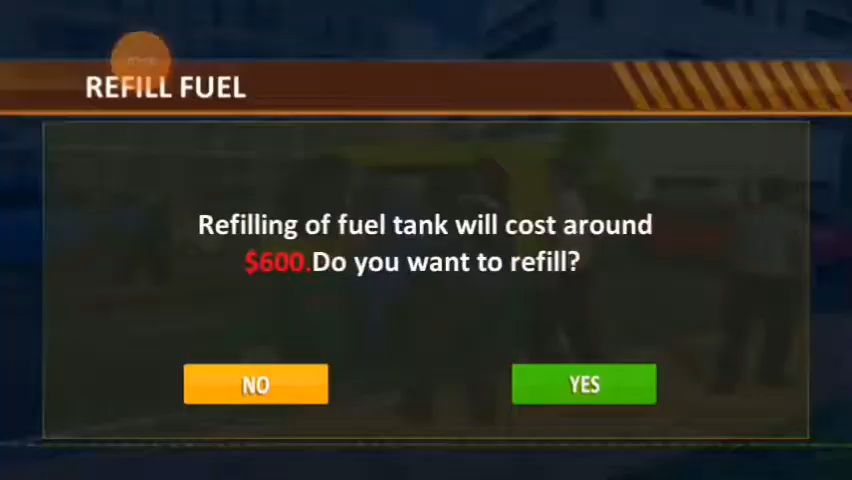 REFILL FUEL
Refilling of fuel tank will cost around
$600.Do you want to refill?
NO
YES